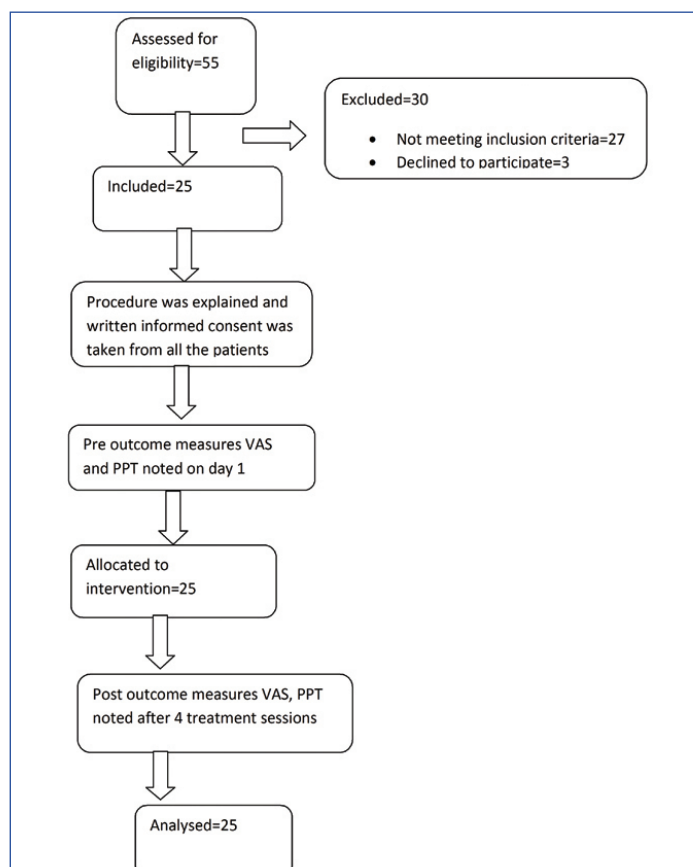 Assessed for
eligibility=55
Excluded=30
• Not meeting inclusion criteria=27
• Declined to participate=3
Included=25
Procedure was explained and
written informed consent was
taken from all the patients
Pre outcome measures VAS
and PPT noted on day 1
Allocated to
intervention=25
Post outcome measures VAS, PPT
noted after 4 treatment sessions
Analysed=25